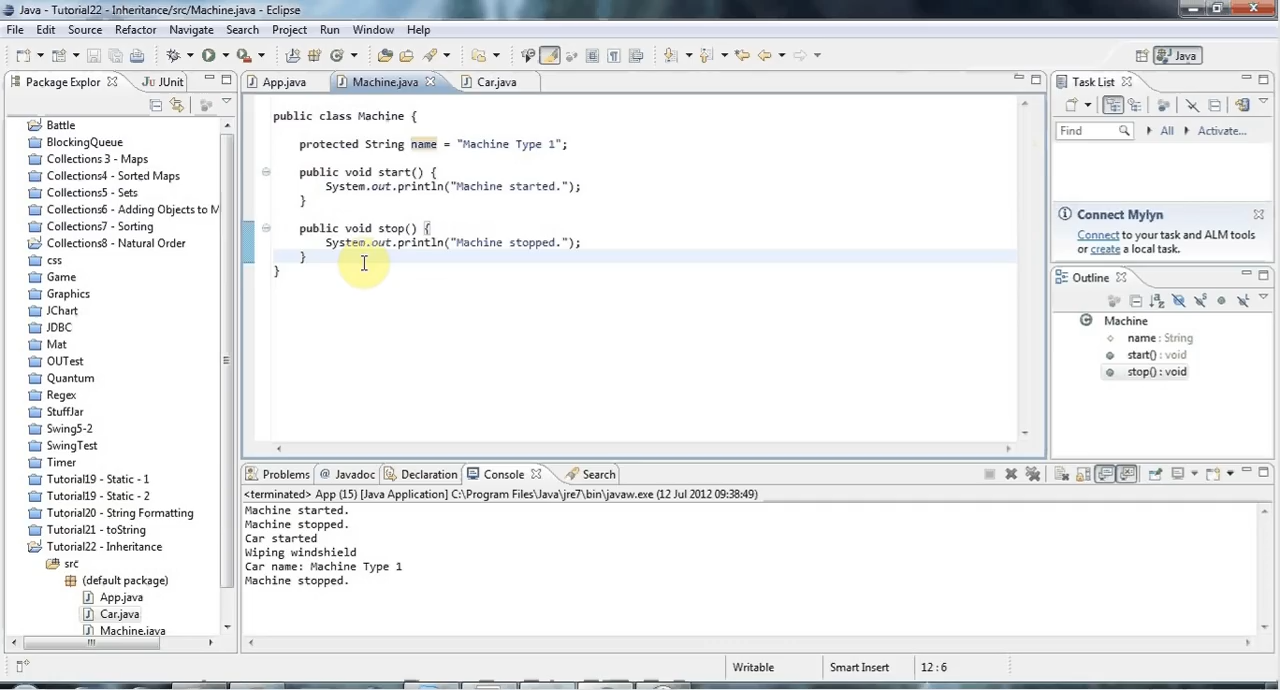 Java - Tutorial22 - Inheritance/src/Machine.java - Eclipse
File Edit Source Refactor Navigate Search Project Run Window Help
Java
Package Explor JUnit
App.java Machine.java Car.java
Task List
Find All Activate...
Battle
BlockingQueue
Collections 3 - Maps
Collections4 - Sorted Maps
Collections5 - Sets
Collections6 - Adding Objects to M
Collections7 - Sorting
Collections8 - Natural Order
css
Game
Graphics
JChart
JDBC
Mat
OUTest
Quantum
Regex
StuffJar
Swing5-2
SwingTest
Timer
Tutorial19 - Static - 1
Tutorial19 - Static - 2
Tutorial20 - String Formatting
Tutorial21 - toString
Tutorial22 - Inheritance
src
(default package)
App.java
Car.java
Machine.java
public class Machine {
protected String name = "Machine Type 1";
public void start() {
System.out.println("Machine started.");
}
public void stop() {
System.out.println("Machine stopped.");
}
}
Connect Mylyn
Connect to your task and ALM tools
or create a local task.
Outline
Machine
name : String
start() : void
stop() : void
Problems @ Javadoc Declaration Console Search
<terminated> App (15) [Java Application] C:\Program Files\Java\jre7\bin\javaw.exe (12 Jul 2012 09:38:49)
Machine started.
Machine stopped.
Car started
Wiping windshield
Car name: Machine Type 1
Machine stopped.
Writable Smart Insert 12 : 6